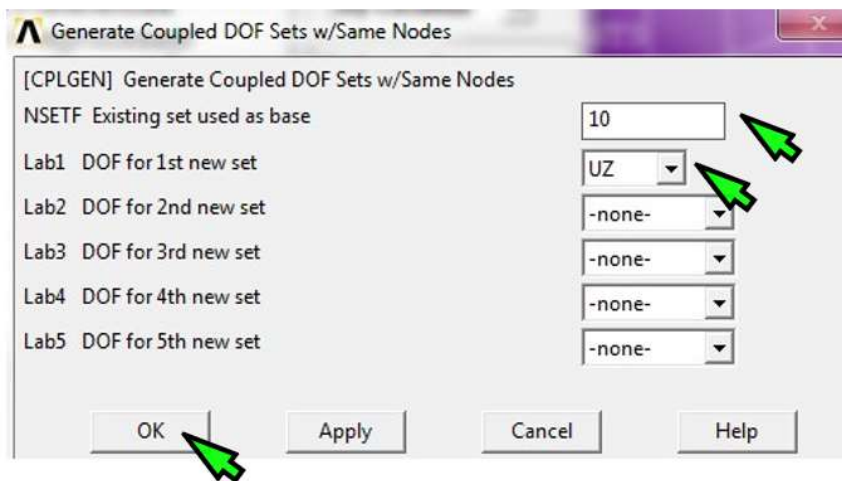 Generate Coupled DOF Sets w/Same Nodes
[CPLGEN] Generate Coupled DOF Sets w/Same Nodes
NSETF Existing set used as base 10
Lab1 DOF for 1st new set UZ
Lab2 DOF for 2nd new set -none-
Lab3 DOF for 3rd new set -none-
Lab4 DOF for 4th new set -none-
Lab5 DOF for 5th new set -none-
OK Apply Cancel Help